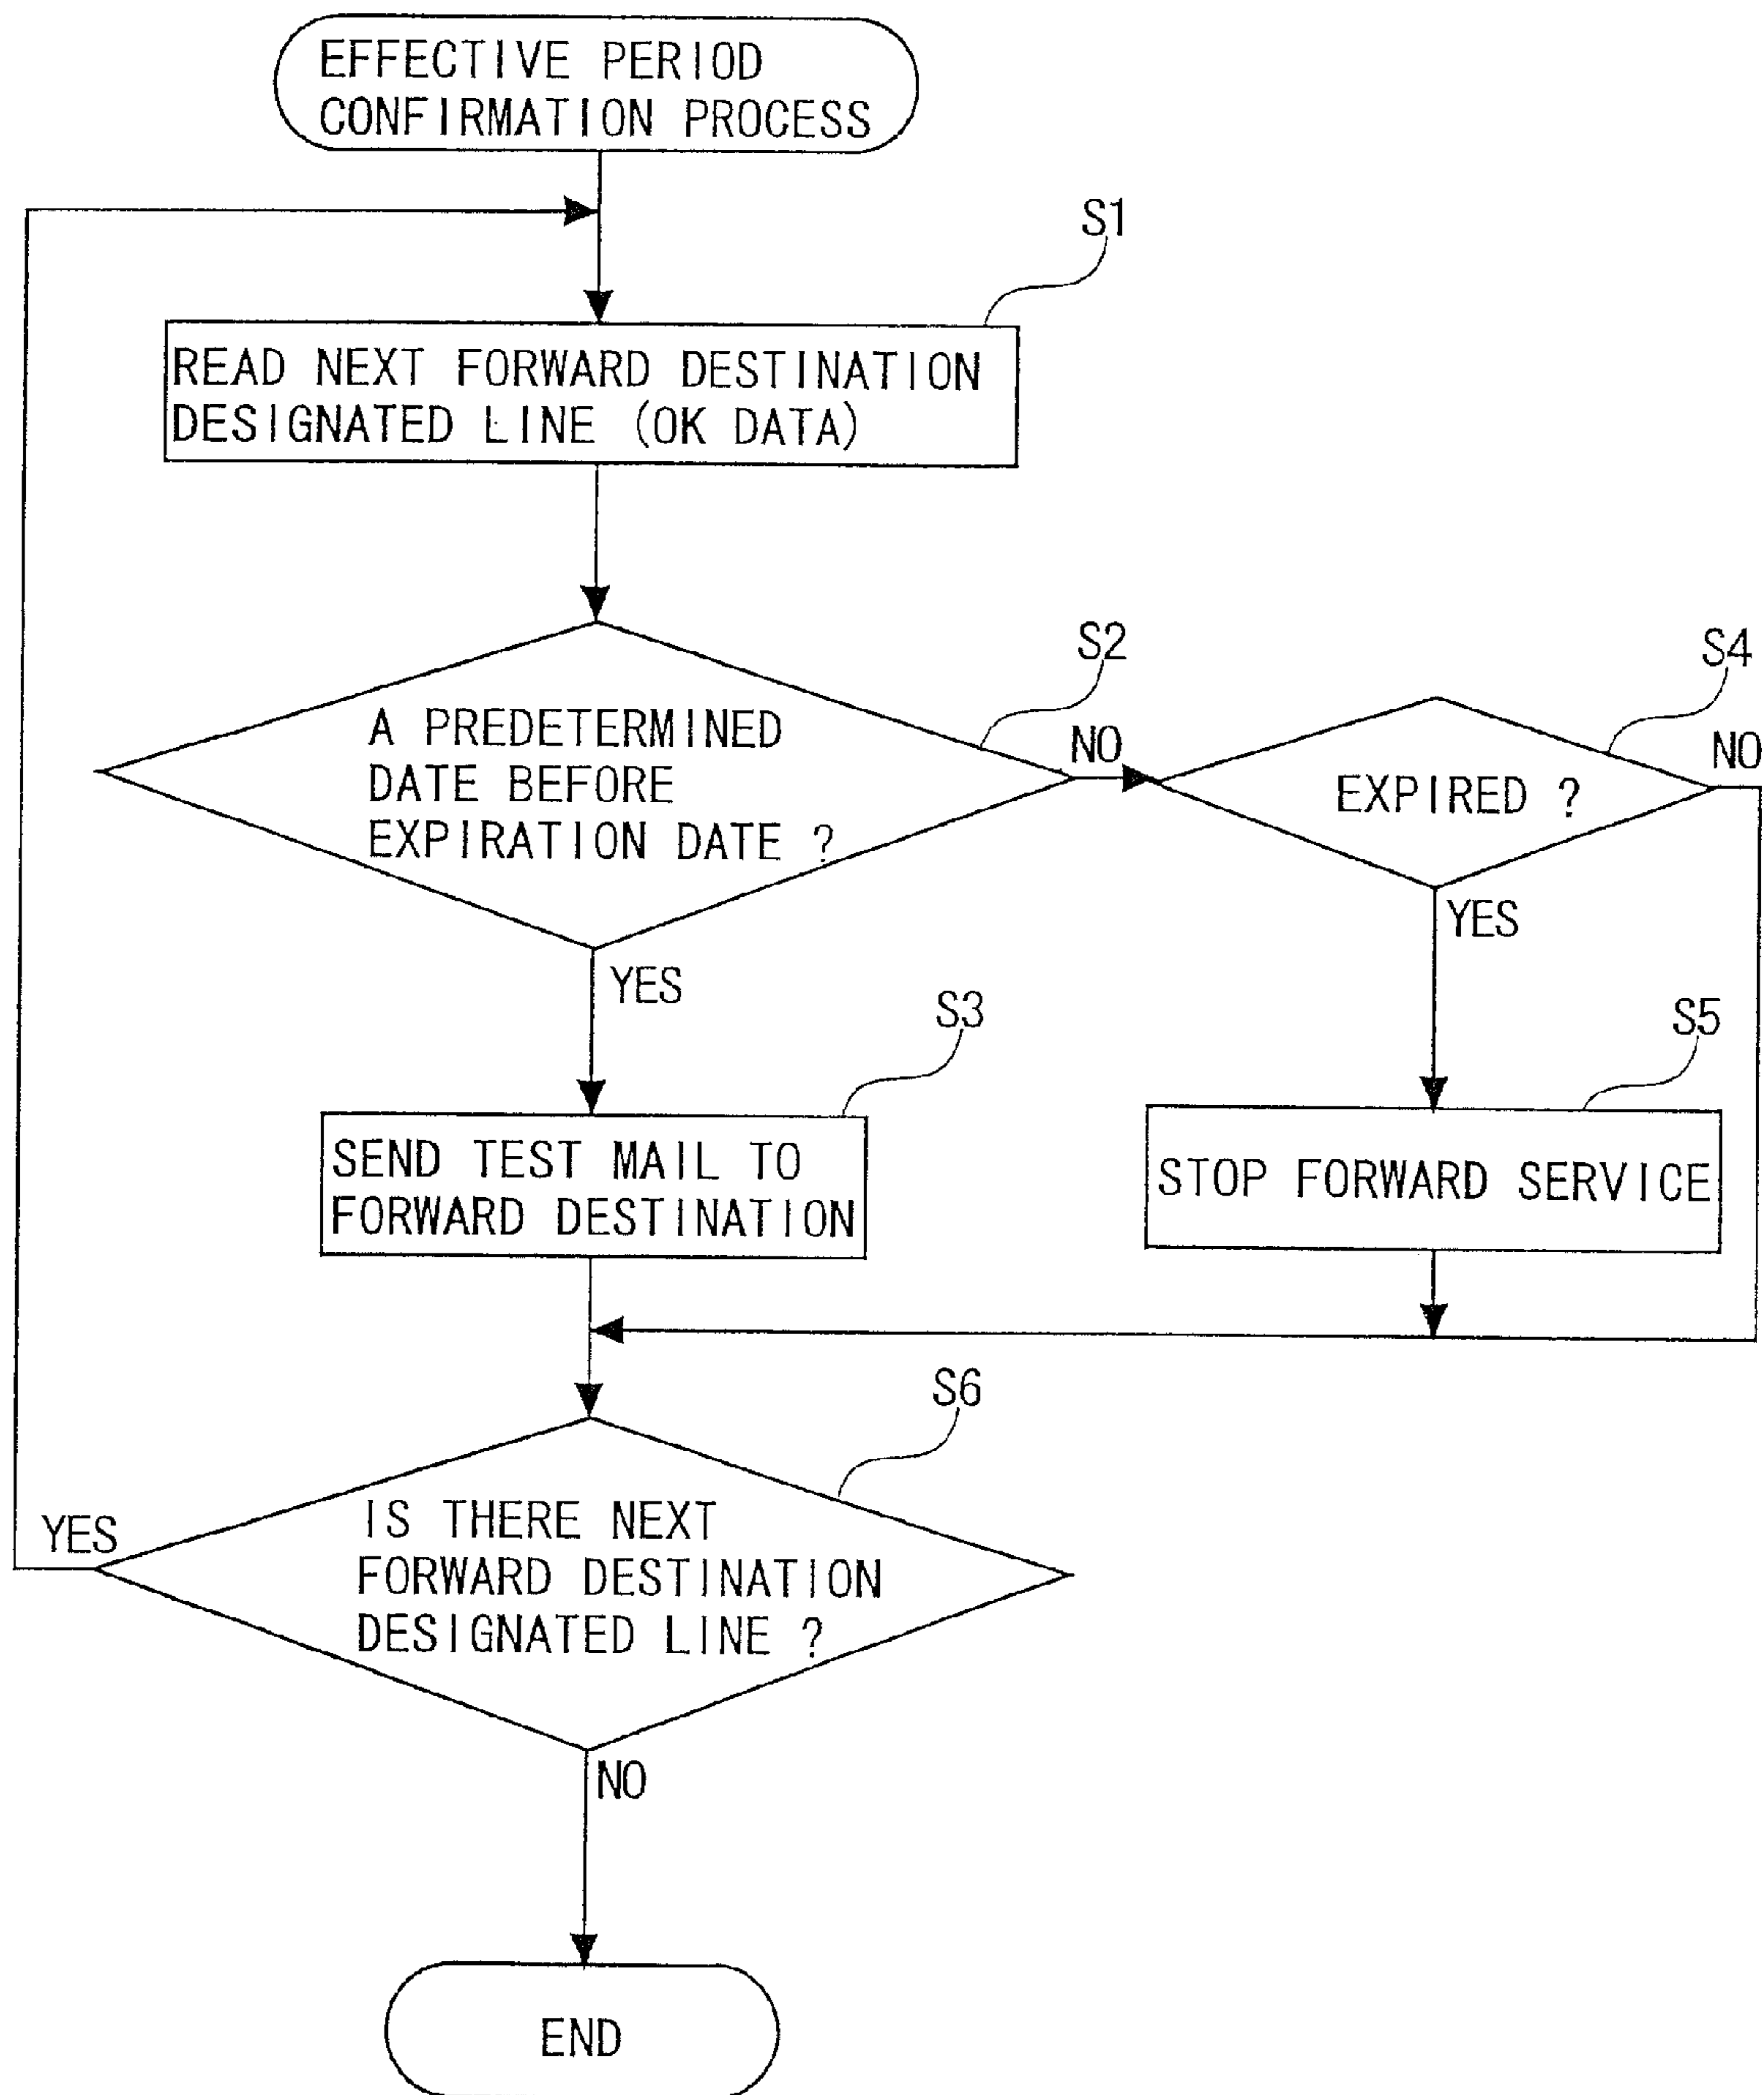 EFFECTIVE PERIOD
CONFIRMATION PROCESS
S1
READ NEXT FORWARD DESTINATION
DESIGNATED LINE (OK DATA)
S2
A PREDETERMINED
DATE BEFORE
EXPIRATION DATE ?
NO
S4
EXPIRED ?
NO
YES
YES
S3
SEND TEST MAIL TO
FORWARD DESTINATION
S5
STOP FORWARD SERVICE
S6
IS THERE NEXT
FORWARD DESTINATION
DESIGNATED LINE ?
YES
NO
END